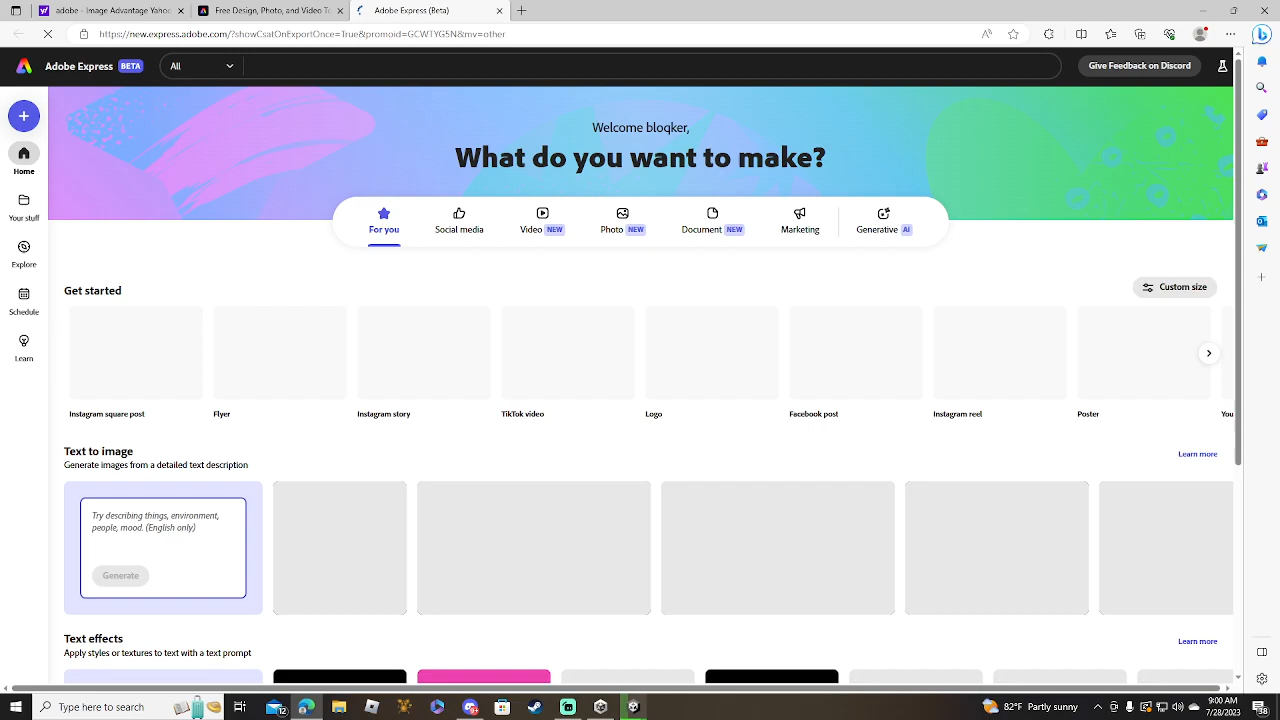 adobe - Image Advantage Yahoo
Free Design, Photo, and Video To
Adobe Express (Beta)
https://new.express.adobe.com/?showCsatOnExportOnce=True&promoid=GCWTYG5N&mv=other
Adobe Express BETA
All
Give Feedback on Discord
Welcome bloqker,
What do you want to make?
Home
Your stuff
Explore
Schedule
Learn
For you
Social media
Video NEW
Photo NEW
Document NEW
Marketing
Generative AI
Get started
Custom size
Instagram square post
Flyer
Instagram story
TikTok video
Logo
Facebook post
Instagram reel
Poster
You
Text to image
Generate images from a detailed text description
Learn more
Try describing things, environment,
people, mood. (English only)
Generate
Text effects
Apply styles or textures to text with a text prompt
Learn more
Type here to search
82°F Partly sunny
9:00 AM
7/28/2023